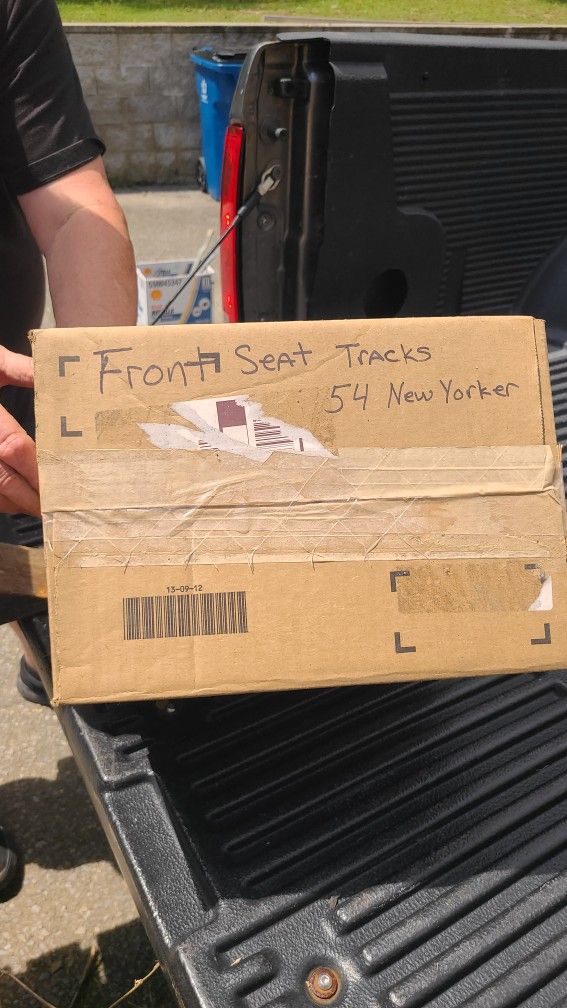 Front Seat Tracks
54 New Yorker
13-09-12